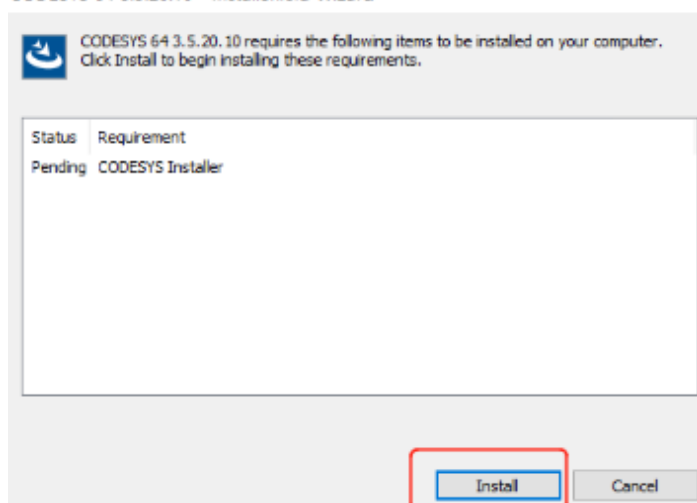 CODESYS 64 3.5.20.10 requires the following items to be installed on your computer.
Click Install to begin installing these requirements.
Status Requirement
Pending CODESYS Installer
Install Cancel